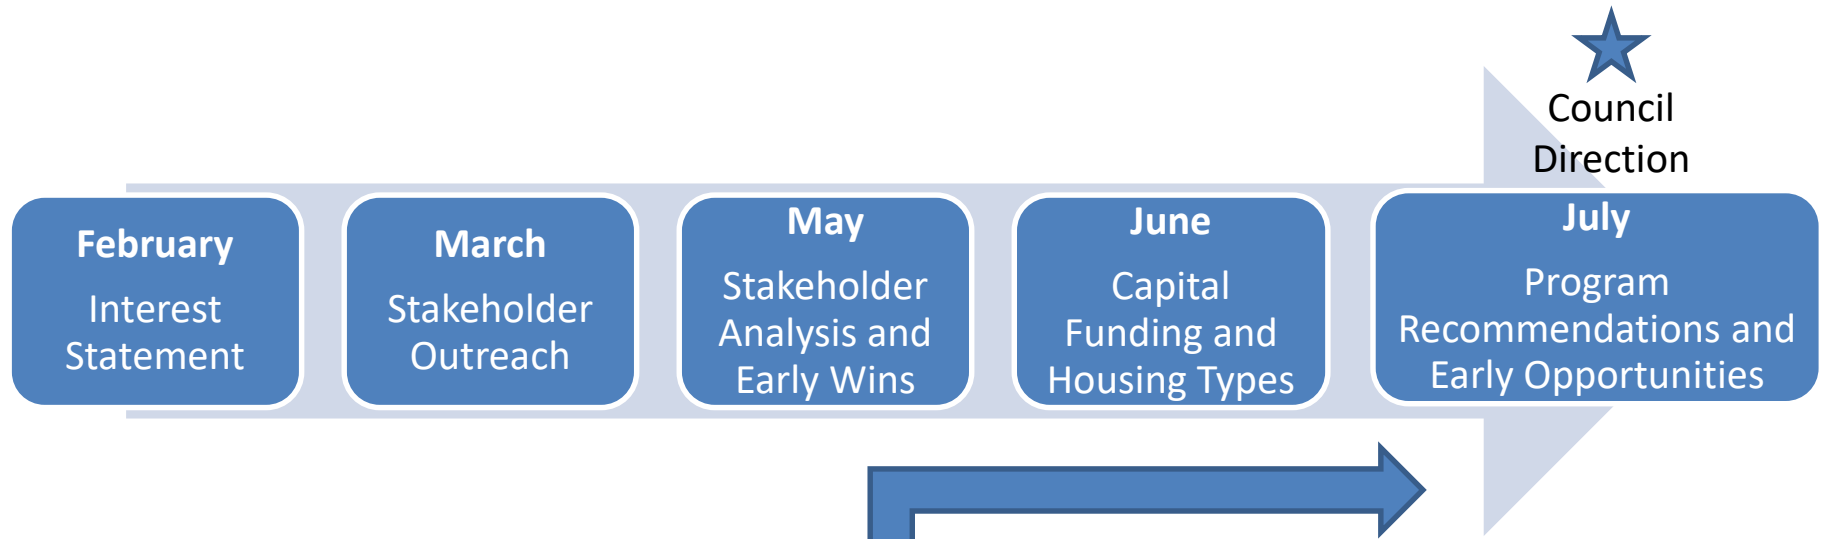 Council
Direction
February
Interest
Statement
March
Stakeholder
Outreach
May
Stakeholder
Analysis and
Early Wins
June
Capital
Funding and
Housing Types
July
Program
Recommendations and
Early Opportunities